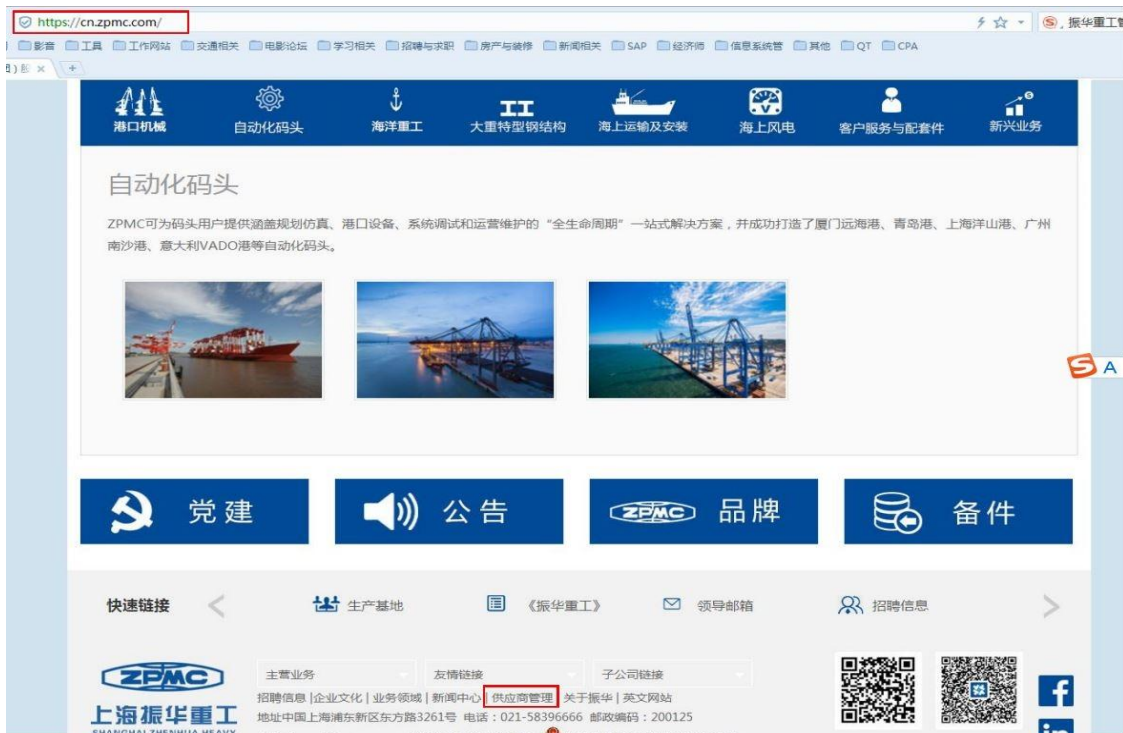 https://cn.zpmc.com/
振华重工
影音 工具 工作网站 交通相关 电影论坛 学习相关 招聘与求职 房产与装修 新闻相关 SAP 经济师 信息系统管 其他 QT CPA
港口机械 自动化码头 海洋重工 大重特型钢结构 海上运输及安装 海上风电 客户服务与配套件 新兴业务
自动化码头
ZPMC可为码头用户提供涵盖规划仿真、港口设备、系统调试和运营维护的“全生命周期”一站式解决方案，并成功打造了厦门远海港、青岛港、上海洋山港、广州
南沙港、意大利VADO港等自动化码头。
A
党建 公告 ZPMC 品牌 备件
快速链接 生产基地 《振华重工》 领导邮箱 招聘信息
ZPMC
主营业务 友情链接 子公司链接
招聘信息 | 企业文化 | 业务领域 | 新闻中心 | 供应商管理 | 关于振华 | 英文网站
上海振华重工
地址中国上海浦东新区东方路3261号 电话：021-58396666 邮政编码：200125
SHANGHAI ZHENHUA HEAVY
f
in